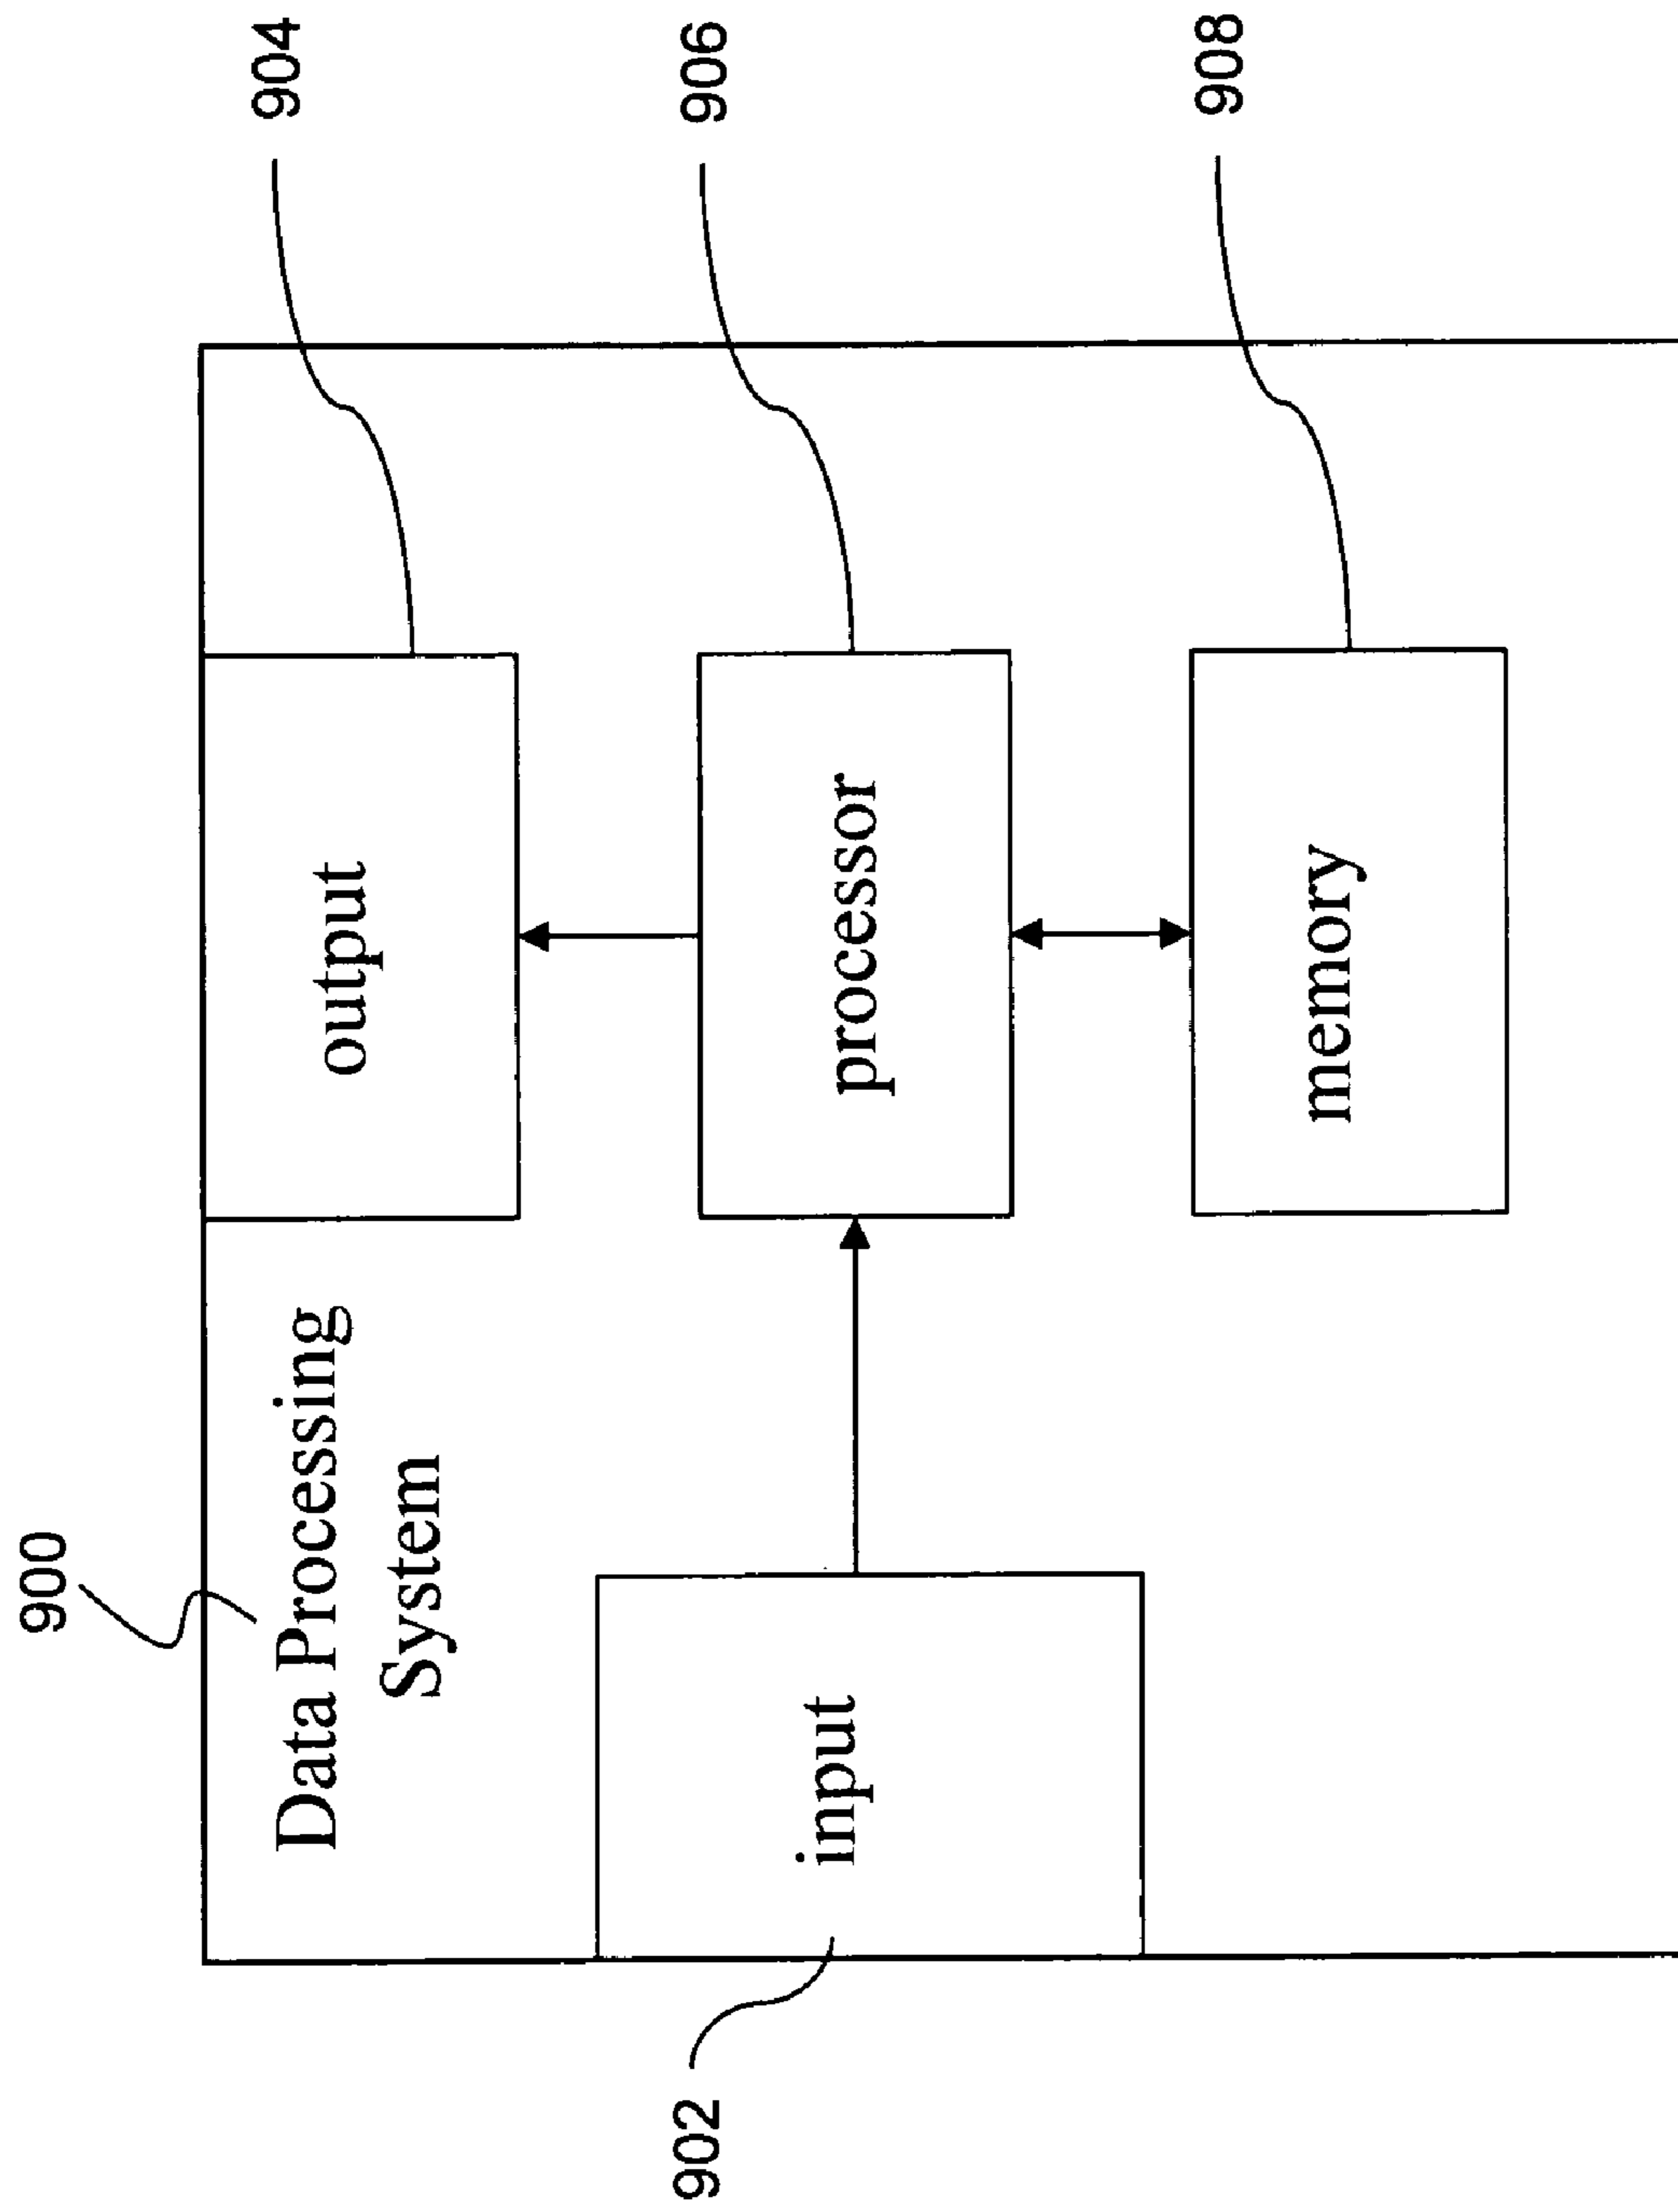 900
Data Processing
System
output
904
902
input
processor
906
memory
908